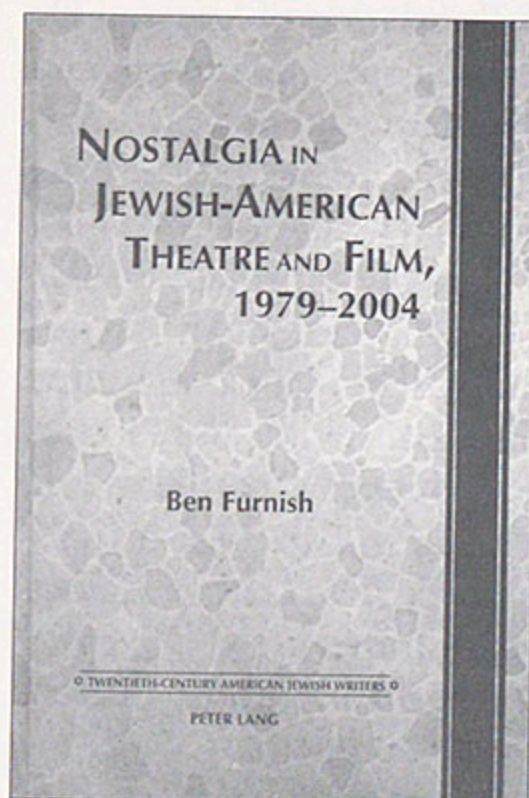 NOSTALGIA IN
JEWISH-AMERICAN
THEATRE AND FILM,
1979–2004
Ben Furnish
TWENTIETH-CENTURY AMERICAN JEWISH WRITERS
PETER LANG